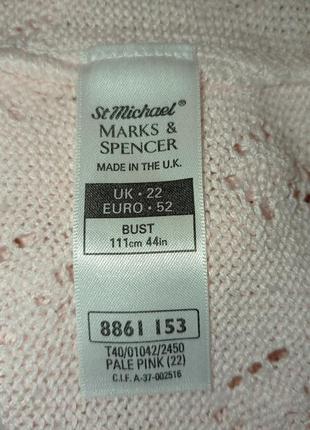 St Michael®
MARKS &
SPENCER
MADE IN THE U.K.
UK · 22
EURO · 52
BUST
111cm 44in
8861 153
T40/01042/2450
PALE PINK (22)
C.I.F. A-37-002516